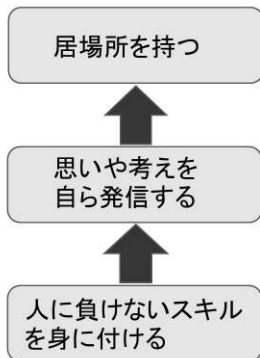 居場所を持つ
思いや考えを
自ら発信する
人に負けないスキル
を身に付ける